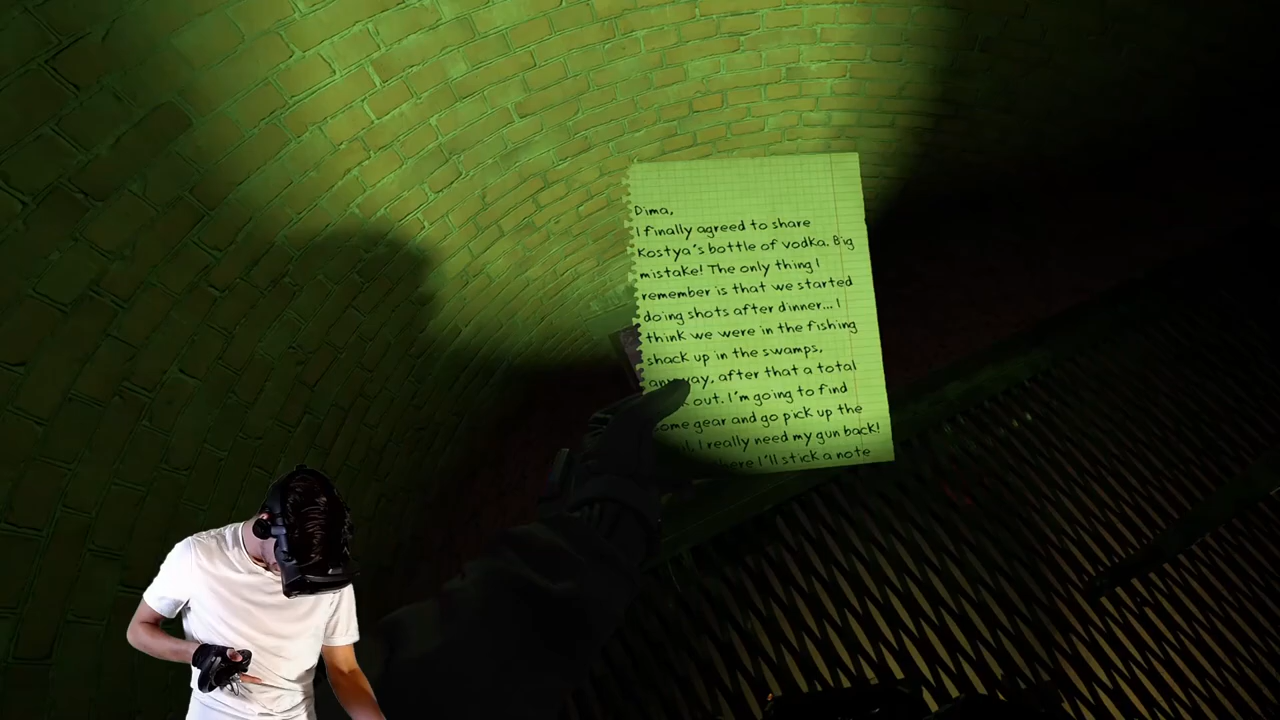 Dima,
I finally agreed to share
Kostya's bottle of vodka. Big
mistake! The only thing I
remember is that we started
doing shots after dinner... I
think we were in the fishing
shack up in the swamps,
after that a total
out. I'm going to find
gear and go pick up the
I really need my gun back!
I'll stick a note